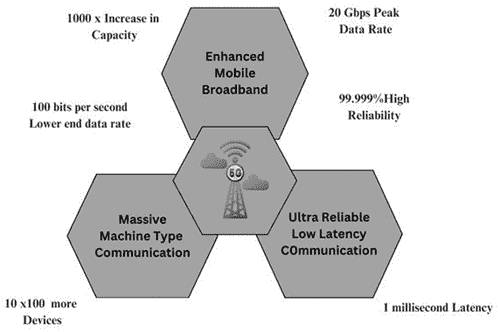 1000 x Increase in
Capacity
20 Gbps Peak
Data Rate
Enhanced
Mobile
Broadband
100 bits per second
Lower end data rate
99.999%High
Reliability
5G
Massive
Machine Type
Communication
Ultra Reliable
Low Latency
COmmunication
10 x100 more
Devices
1 millisecond Latency